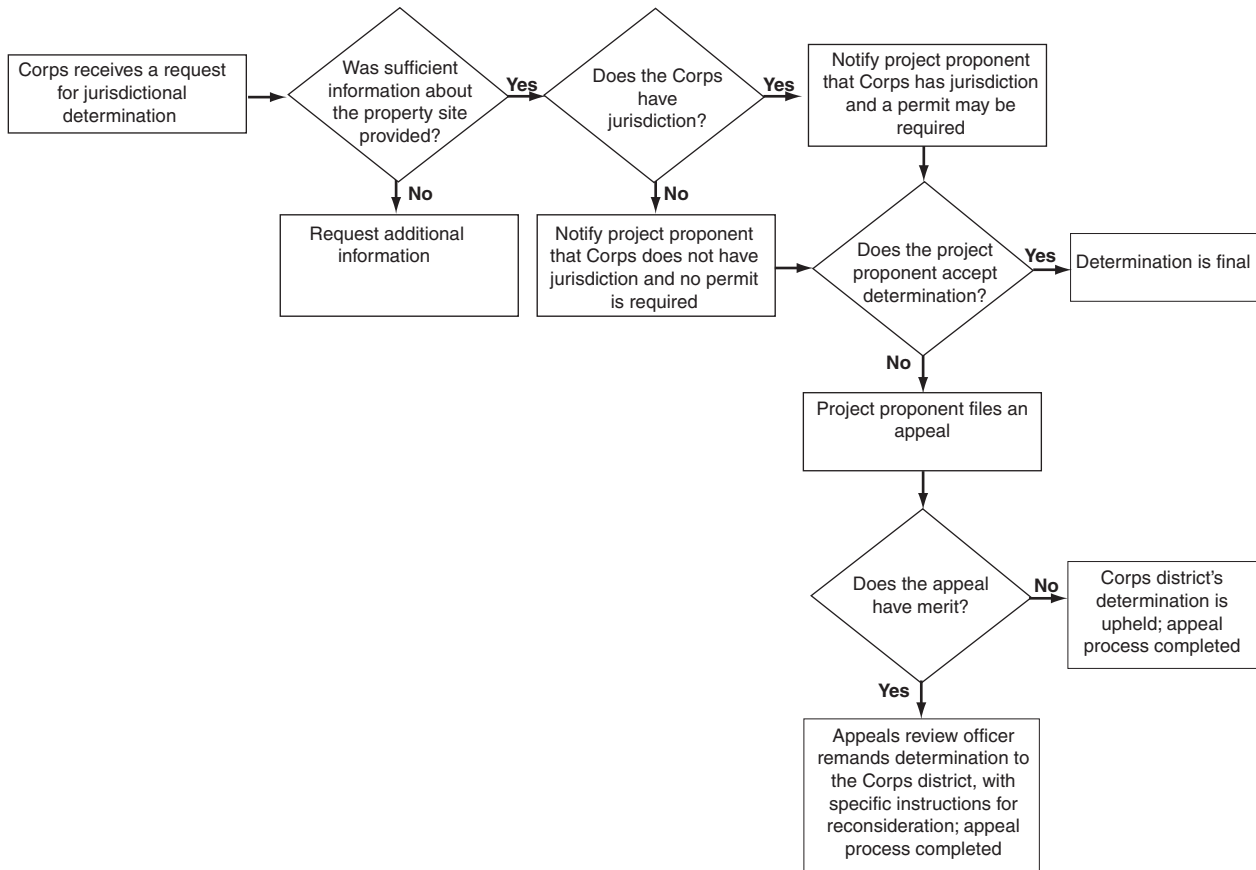 Corps receives a request
for jurisdictional
determination
Was sufficient
information about
the property site
provided?
Yes
No
Request additional
information
Does the Corps
have
jurisdiction?
Yes
No
Notify project proponent
that Corps does not have
jurisdiction and no permit
is required
Notify project proponent
that Corps has jurisdiction
and a permit may be
required
Does the project
proponent accept
determination?
Yes
Determination is final
No
Project proponent files an
appeal
Does the appeal
have merit?
No
Corps district's
determination is
upheld; appeal
process completed
Yes
Appeals review officer
remands determination to
the Corps district, with
specific instructions for
reconsideration; appeal
process completed